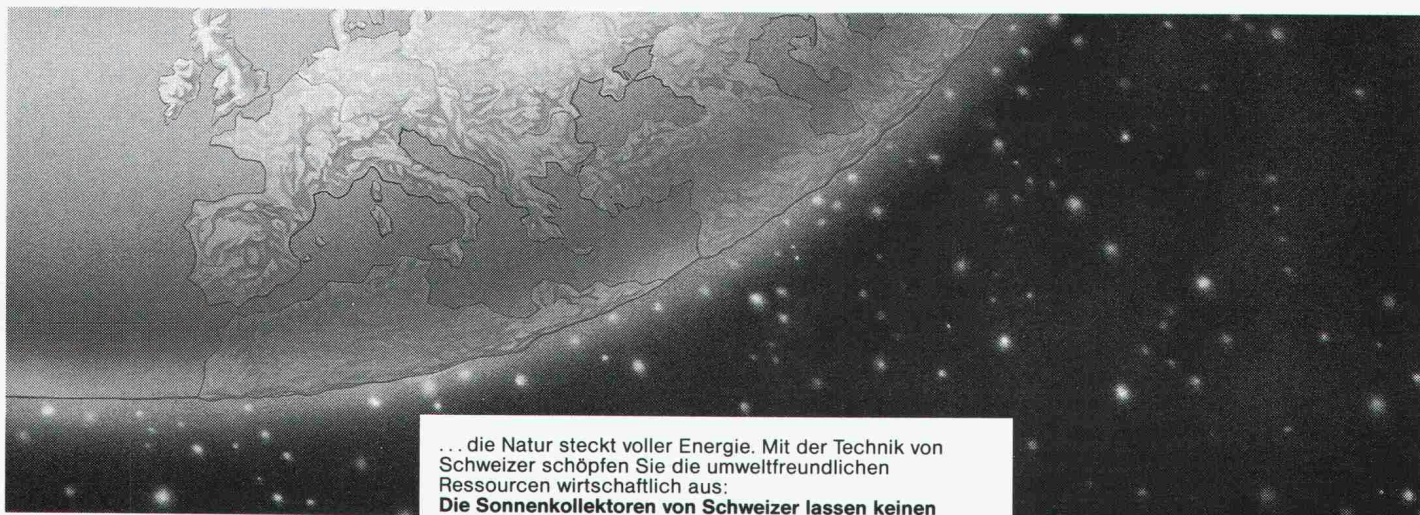 ... die Natur steckt voller Energie. Mit der Technik von
Schweizer schöpfen Sie die umweltfreundlichen
Ressourcen wirtschaftlich aus:
Die Sonnenkollektoren von Schweizer lassen keinen